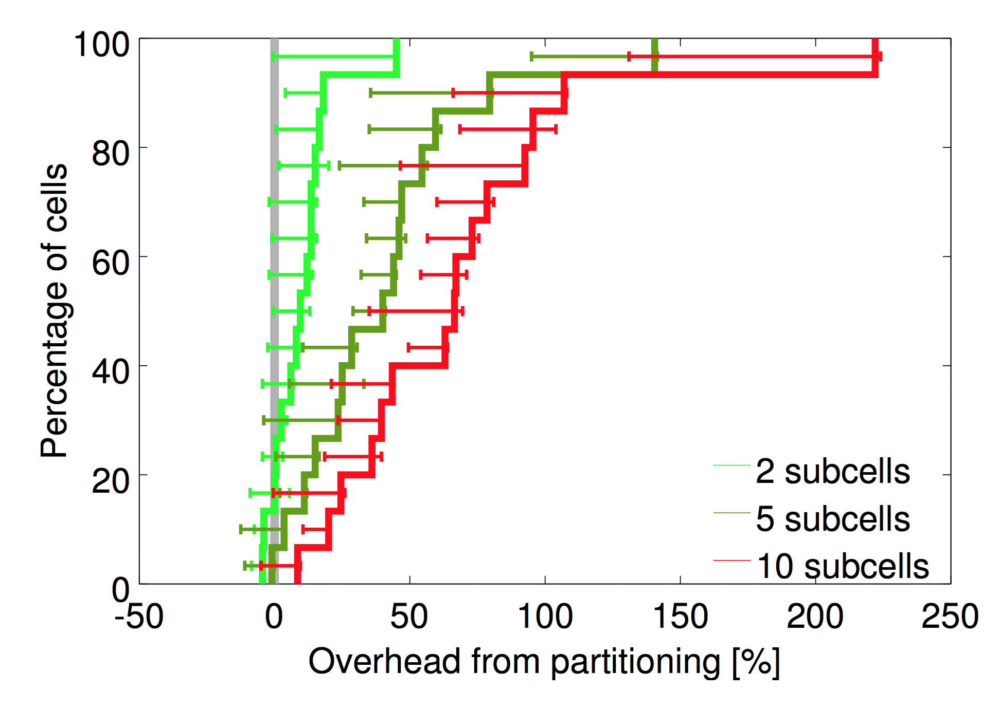 100
80
60
40
20
0
Percentage of cells
2 subcells
5 subcells
10 subcells
-50 0 50 100 150 200 250
Overhead from partitioning [%]